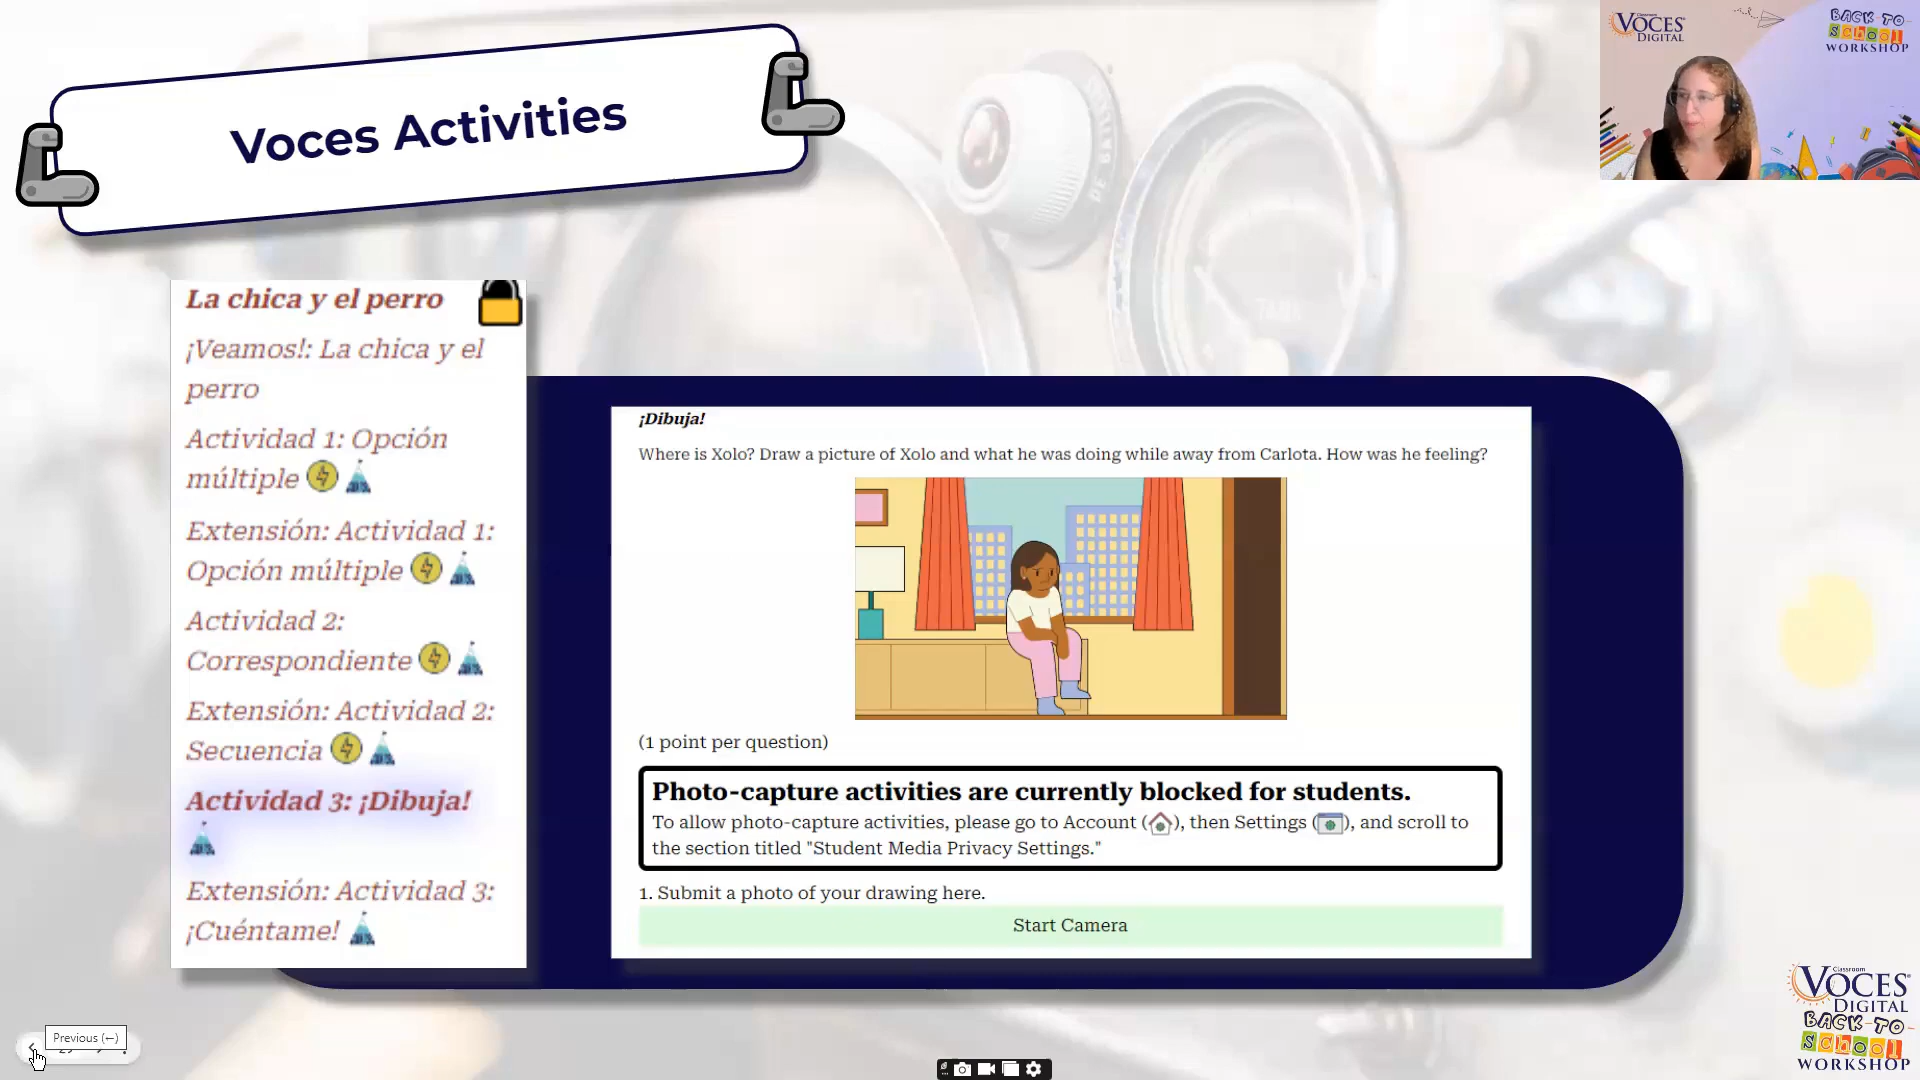 Voces Activities
Classroom
VOCES
DIGITAL
BACK-TO-
SCHOOL
WORKSHOP
La chica y el perro
¡Veamos!: La chica y el
perro
Actividad 1: Opción
múltiple
Extensión: Actividad 1:
Opción múltiple
Actividad 2:
Correspondiente
Extensión: Actividad 2:
Secuencia
Actividad 3: ¡Dibuja!
Extensión: Actividad 3:
¡Cuéntame!
¡Dibuja!
Where is Xolo? Draw a picture of Xolo and what he was doing while away from Carlota. How was he feeling?
(1 point per question)
Photo-capture activities are currently blocked for students.
To allow photo-capture activities, please go to Account (), then Settings (), and scroll to
the section titled "Student Media Privacy Settings."
1. Submit a photo of your drawing here.
Start Camera
Previous (←)
Classroom
VOCES
DIGITAL
BACK-TO-
SCHOOL
WORKSHOP